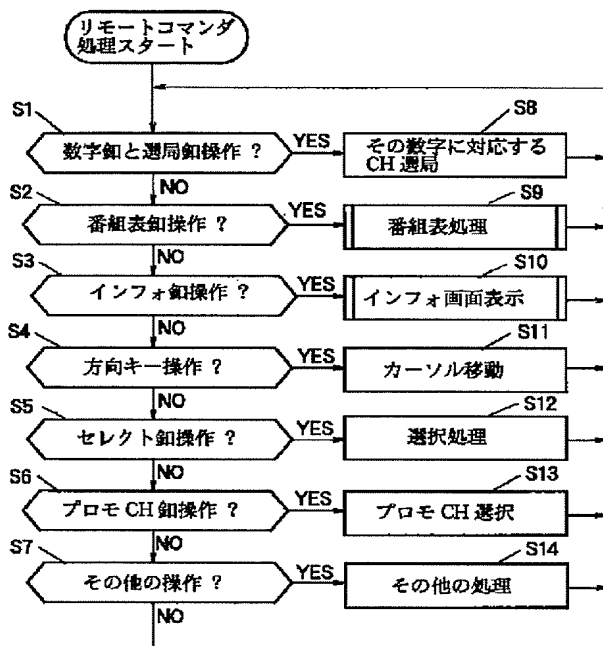 リモートコマンダ
処理スタート
S1
数字釦と選局釦操作 ?
YES
S8
その数字に対応する
CH 選局
NO
S2
番組表釦操作 ?
YES
S9
番組表処理
NO
S3
インフォ釦操作 ?
YES
S10
インフォ画面表示
NO
S4
方向キー操作 ?
YES
S11
カーソル移動
NO
S5
セレクト釦操作 ?
YES
S12
選択処理
NO
S6
プロモ CH 釦操作 ?
YES
S13
プロモ CH 選択
NO
S7
その他の操作 ?
YES
S14
その他の処理
NO